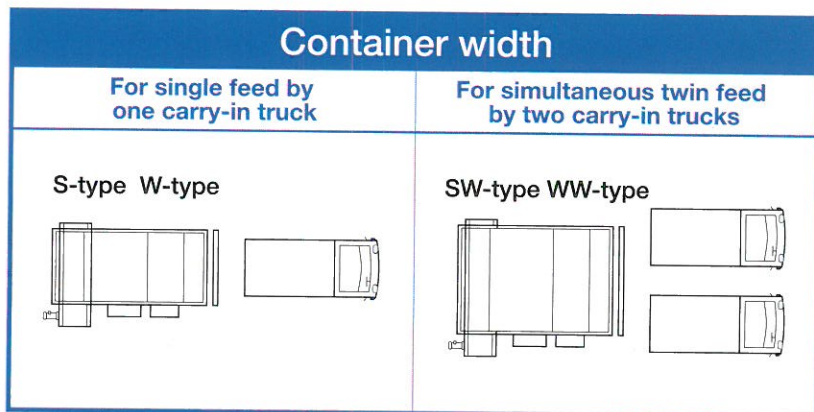 Container width
For single feed by
one carry-in truck
For simultaneous twin feed
by two carry-in trucks
S-type W-type
SW-type WW-type